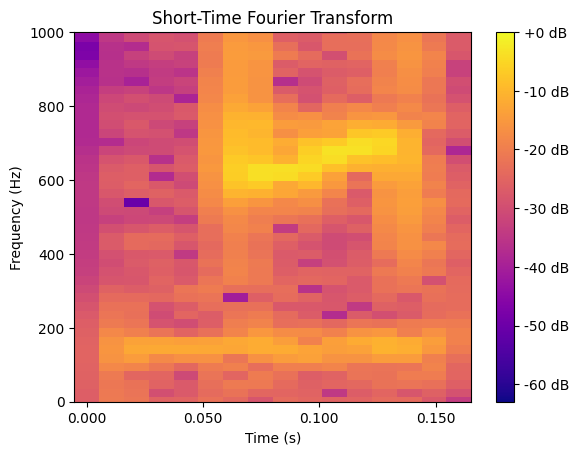 Short-Time Fourier Transform
1000
800
600
400
200
0
Frequency (Hz)
0.000
0.050
0.100
0.150
Time (s)
+0 dB
-10 dB
-20 dB
-30 dB
-40 dB
-50 dB
-60 dB